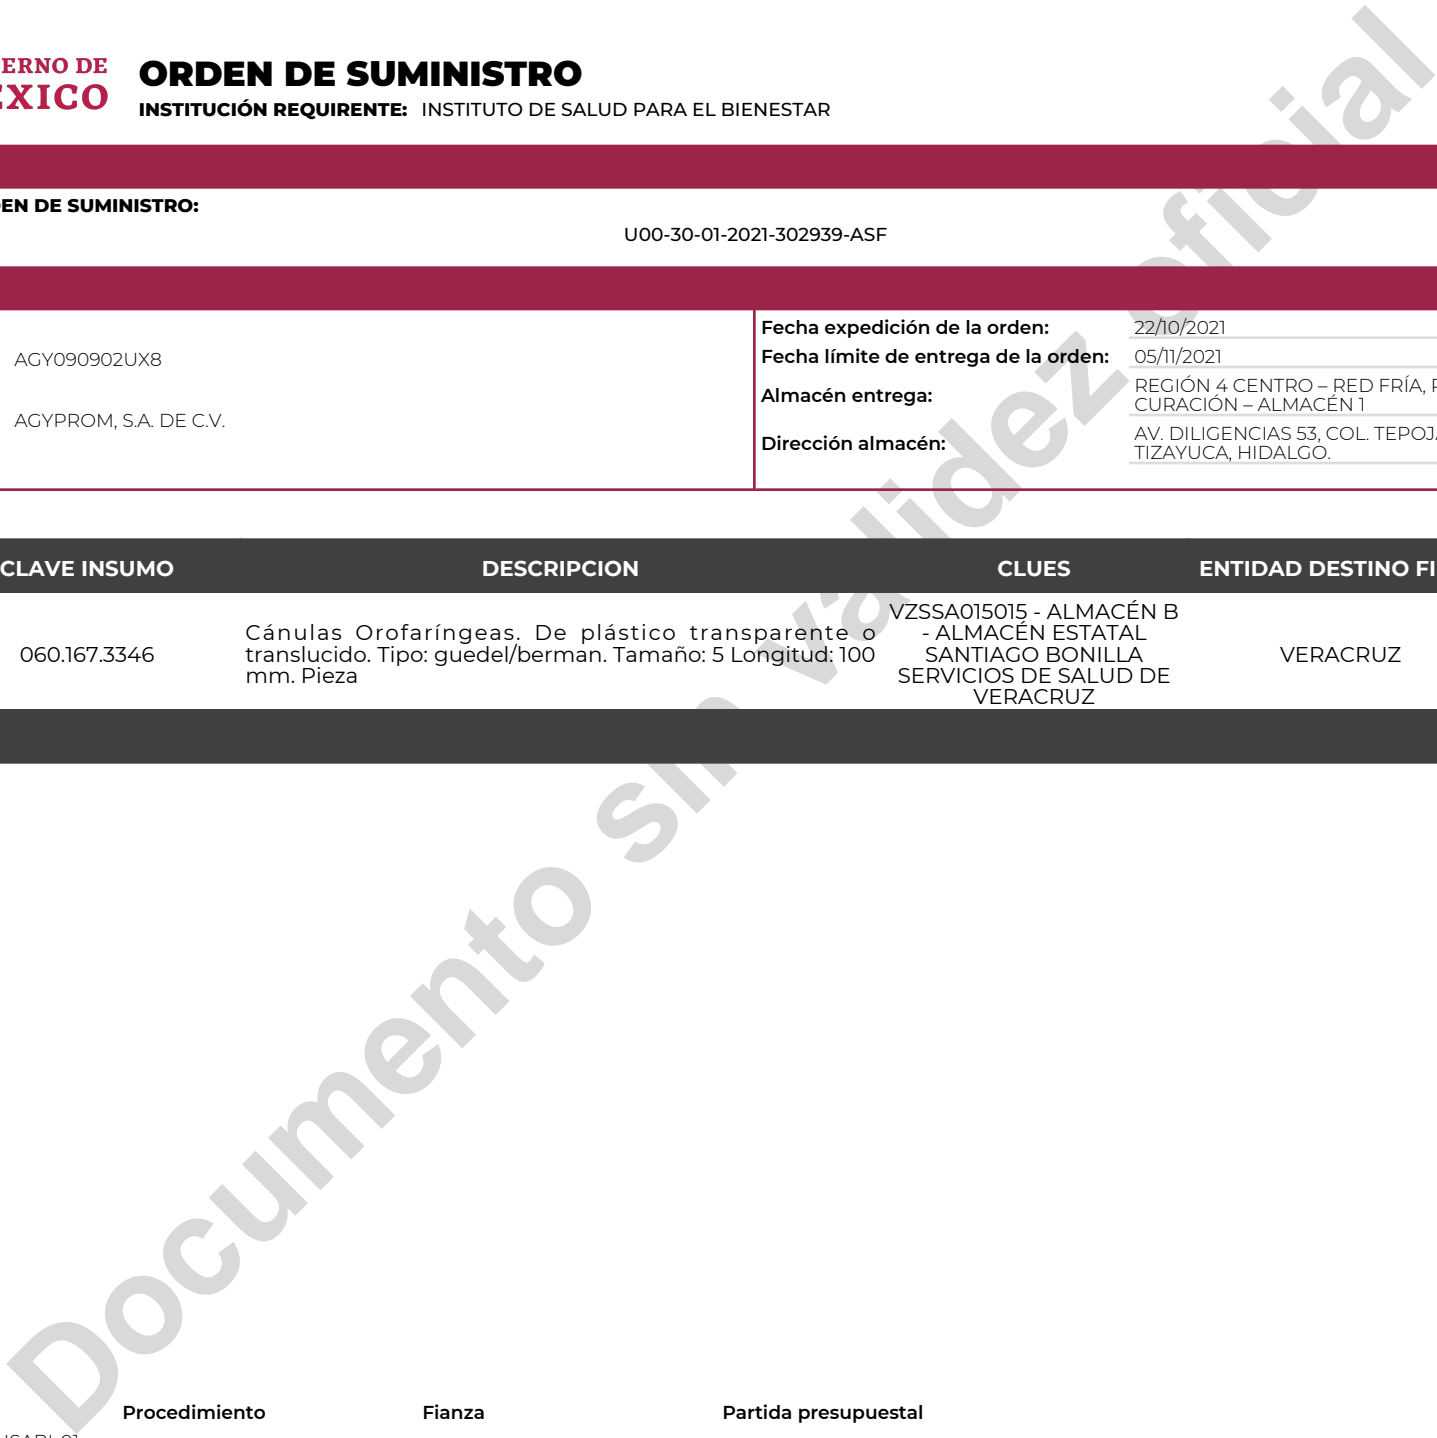 ERNO DE
EXICO
ORDEN DE SUMINISTRO
INSTITUCIÓN REQUIRENTE: INSTITUTO DE SALUD PARA EL BIENESTAR
EN DE SUMINISTRO:
U00-30-01-2021-302939-ASF
AGY090902UX8
AGYPROM, S.A. DE C.V.
Fecha expedición de la orden: 22/10/2021
Fecha límite de entrega de la orden: 05/11/2021
Almacén entrega: REGIÓN 4 CENTRO – RED FRÍA,
CURACIÓN – ALMACÉN 1
Dirección almacén: AV. DILIGENCIAS 53, COL. TEPOJ
TIZAYUCA, HIDALGO.
CLAVE INSUMO DESCRIPCION CLUES ENTIDAD DESTINO FI
060.167.3346
Cánulas Orofaríngeas. De plástico transparente o
translucido. Tipo: guedel/berman. Tamaño: 5 Longitud: 100
mm. Pieza
VZSSA015015 - ALMACÉN B
- ALMACÉN ESTATAL
SANTIAGO BONILLA
SERVICIOS DE SALUD DE
VERACRUZ
VERACRUZ
Documento sin validez oficial
Procedimiento Fianza Partida presupuestal